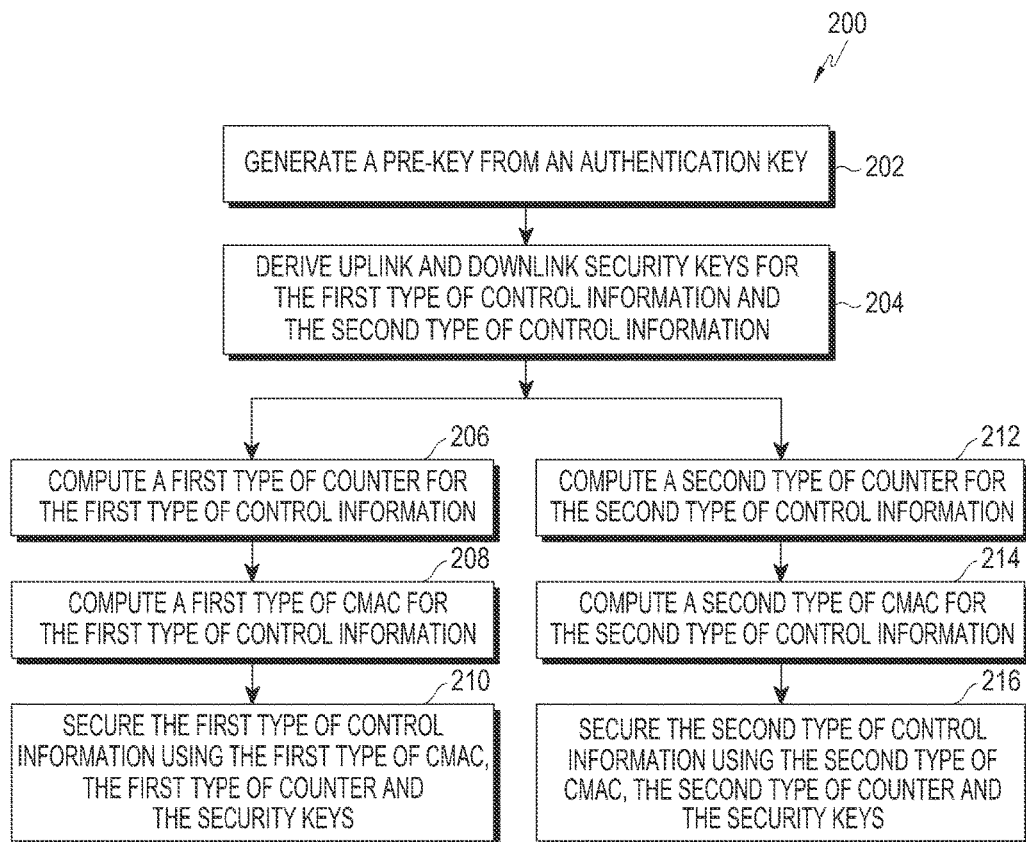 200
GENERATE A PRE-KEY FROM AN AUTHENTICATION KEY
202
DERIVE UPLINK AND DOWNLINK SECURITY KEYS FOR
THE FIRST TYPE OF CONTROL INFORMATION AND
THE SECOND TYPE OF CONTROL INFORMATION
204
206
COMPUTE A FIRST TYPE OF COUNTER FOR
THE FIRST TYPE OF CONTROL INFORMATION
208
COMPUTE A FIRST TYPE OF CMAC FOR
THE FIRST TYPE OF CONTROL INFORMATION
210
SECURE THE FIRST TYPE OF CONTROL
INFORMATION USING THE FIRST TYPE OF CMAC,
THE FIRST TYPE OF COUNTER AND
THE SECURITY KEYS
212
COMPUTE A SECOND TYPE OF COUNTER FOR
THE SECOND TYPE OF CONTROL INFORMATION
214
COMPUTE A SECOND TYPE OF CMAC FOR
THE SECOND TYPE OF CONTROL INFORMATION
216
SECURE THE SECOND TYPE OF CONTROL
INFORMATION USING THE SECOND TYPE OF
CMAC, THE SECOND TYPE OF COUNTER AND
THE SECURITY KEYS